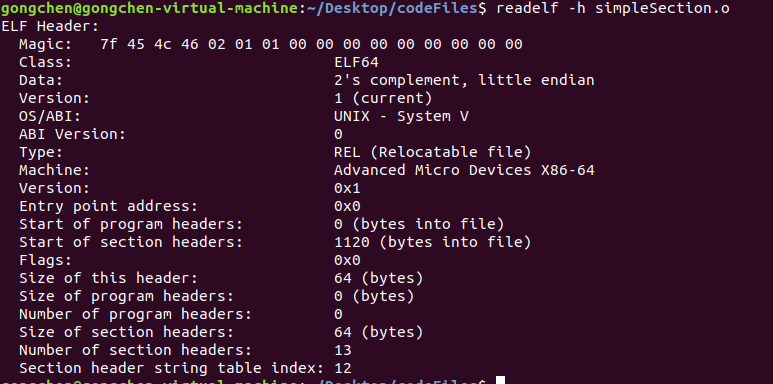 gongchen@gongchen-virtual-machine:~/Desktop/codeFiles$ readelf -h simpleSection.o
ELF Header:
  Magic:   7f 45 4c 46 02 01 01 00 00 00 00 00 00 00 00 00
  Class:                             ELF64
  Data:                              2's complement, little endian
  Version:                           1 (current)
  OS/ABI:                            UNIX - System V
  ABI Version:                       0
  Type:                              REL (Relocatable file)
  Machine:                           Advanced Micro Devices X86-64
  Version:                           0x1
  Entry point address:               0x0
  Start of program headers:          0 (bytes into file)
  Start of section headers:          1120 (bytes into file)
  Flags:                             0x0
  Size of this header:               64 (bytes)
  Size of program headers:           0 (bytes)
  Number of program headers:         0
  Size of section headers:           64 (bytes)
  Number of section headers:         13
  Section header string table index: 12
gongchen@gongchen-virtual-machine:~/Desktop/codeFiles$